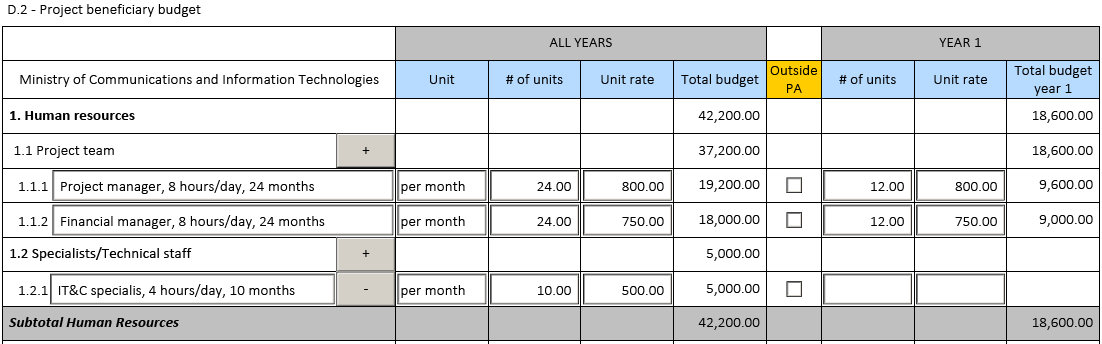 D.2 - Project beneficiary budget
ALL YEARS YEAR 1
Ministry of Communications and Information Technologies Unit # of units Unit rate Total budget Outside PA # of units Unit rate Total budget year 1
1. Human resources 42,200.00 18,600.00
1.1 Project team + 37,200.00 18,600.00
1.1.1 Project manager, 8 hours/day, 24 months per month 24.00 800.00 19,200.00 12.00 800.00 9,600.00
1.1.2 Financial manager, 8 hours/day, 24 months per month 24.00 750.00 18,000.00 12.00 750.00 9,000.00
1.2 Specialists/Technical staff + 5,000.00
1.2.1 IT&C specialis, 4 hours/day, 10 months - per month 10.00 500.00 5,000.00
Subtotal Human Resources 42,200.00 18,600.00